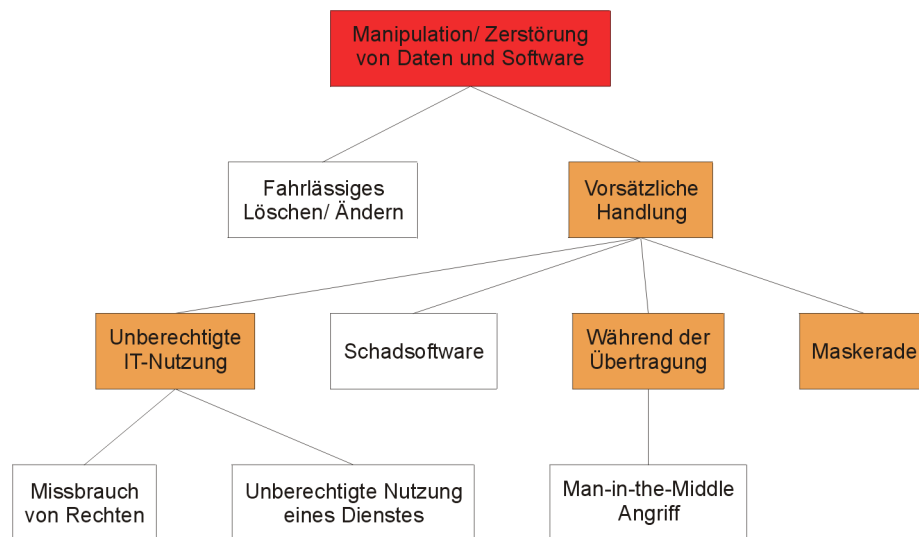 Manipulation/ Zerstörung
von Daten und Software
Fahrlässiges
Löschen/ Ändern
Vorsätzliche
Handlung
Unberechtigte
IT-Nutzung
Schadsoftware
Während der
Übertragung
Maskerade
Missbrauch
von Rechten
Unberechtigte Nutzung
eines Dienstes
Man-in-the-Middle
Angriff